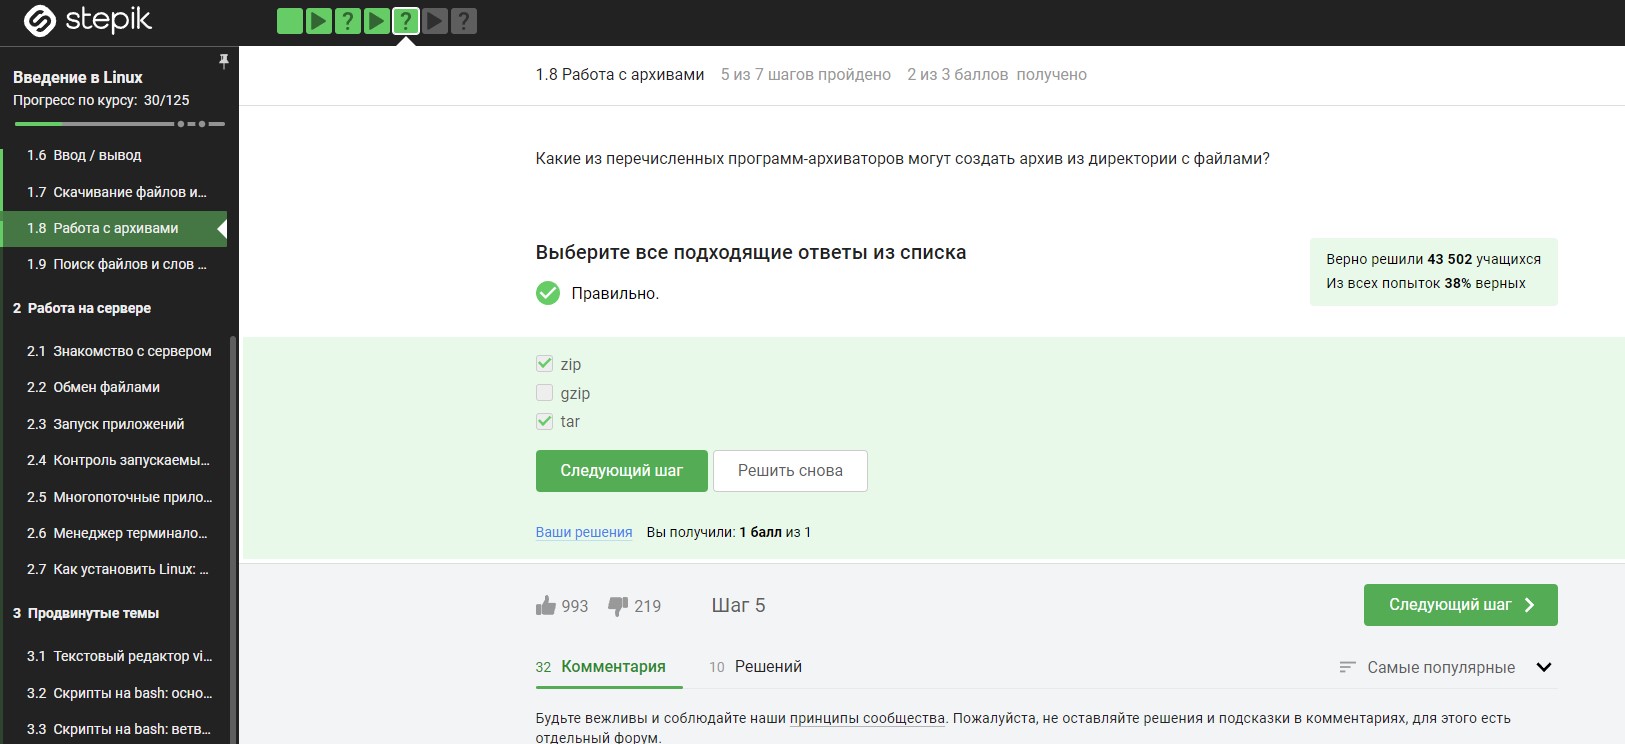 stepik
Введение в Linux
Прогресс по курсу: 30/125
1.6 Ввод / вывод
1.7 Скачивание файлов и...
1.8 Работа с архивами
1.9 Поиск файлов и слов ...
2 Работа на сервере
2.1 Знакомство с сервером
2.2 Обмен файлами
2.3 Запуск приложений
2.4 Контроль запускаемы...
2.5 Многопоточные прило...
2.6 Менеджер терминало...
2.7 Как установить Linux: ...
3 Продвинутые темы
3.1 Текстовый редактор vi...
3.2 Скрипты на bash: осно...
3.3 Скрипты на bash: ветв...
1.8 Работа с архивами 5 из 7 шагов пройдено 2 из 3 баллов получено
Какие из перечисленных программ-архиваторов могут создать архив из директории с файлами?
Выберите все подходящие ответы из списка
Правильно.
Верно решили 43 502 учащихся
Из всех попыток 38% верных
zip
gzip
tar
Следующий шаг Решить снова
Ваши решения Вы получили: 1 балл из 1
993 219 Шаг 5 Следующий шаг
32 Комментария 10 Решений Самые популярные
Будьте вежливы и соблюдайте наши принципы сообщества. Пожалуйста, не оставляйте решения и подсказки в комментариях, для этого есть
отдельный форум.